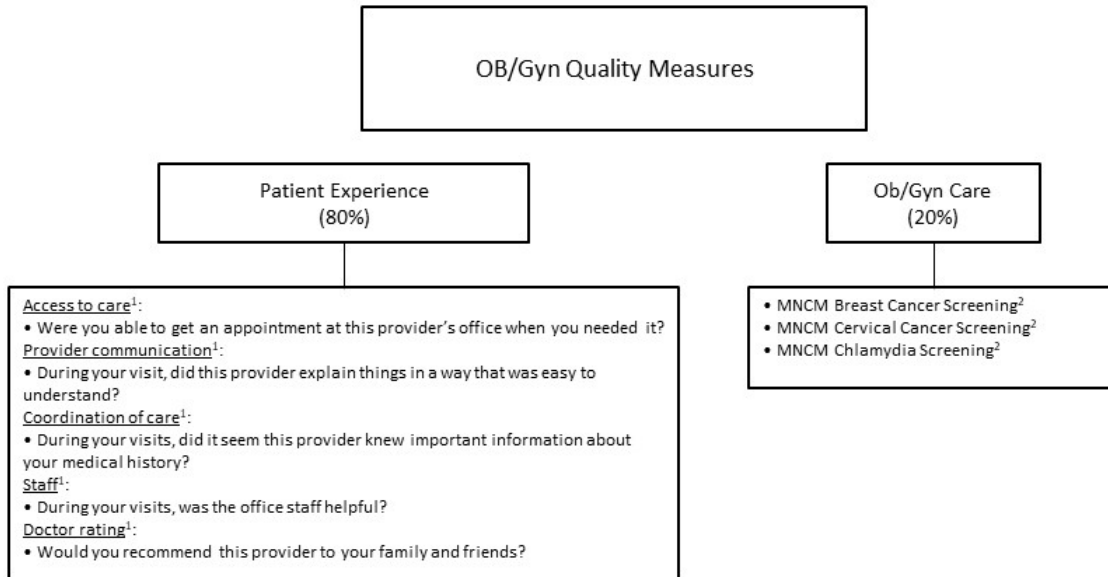 OB/Gyn Quality Measures
Patient Experience
(80%)
Ob/Gyn Care
(20%)
Access to care¹:
• Were you able to get an appointment at this provider's office when you needed it?
Provider communication¹:
• During your visit, did this provider explain things in a way that was easy to
understand?
Coordination of care¹:
• During your visits, did it seem this provider knew important information about
your medical history?
Staff¹:
• During your visits, was the office staff helpful?
Doctor rating¹:
• Would you recommend this provider to your family and friends?
• MNCM Breast Cancer Screening²
• MNCM Cervical Cancer Screening²
• MNCM Chlamydia Screening²